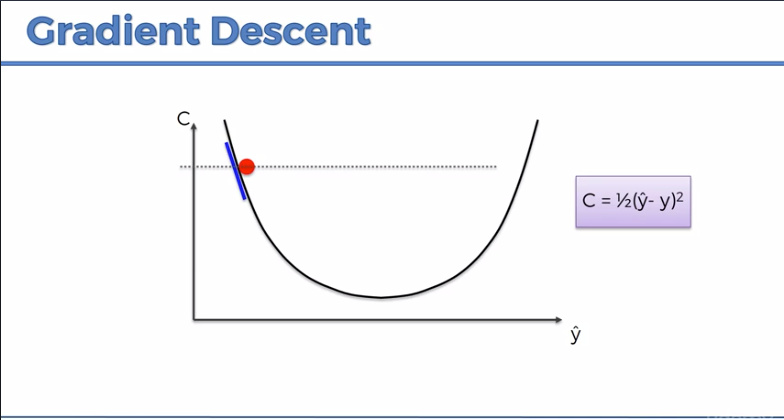 Gradient Descent
C
C = ½(ŷ- y)²
ŷ